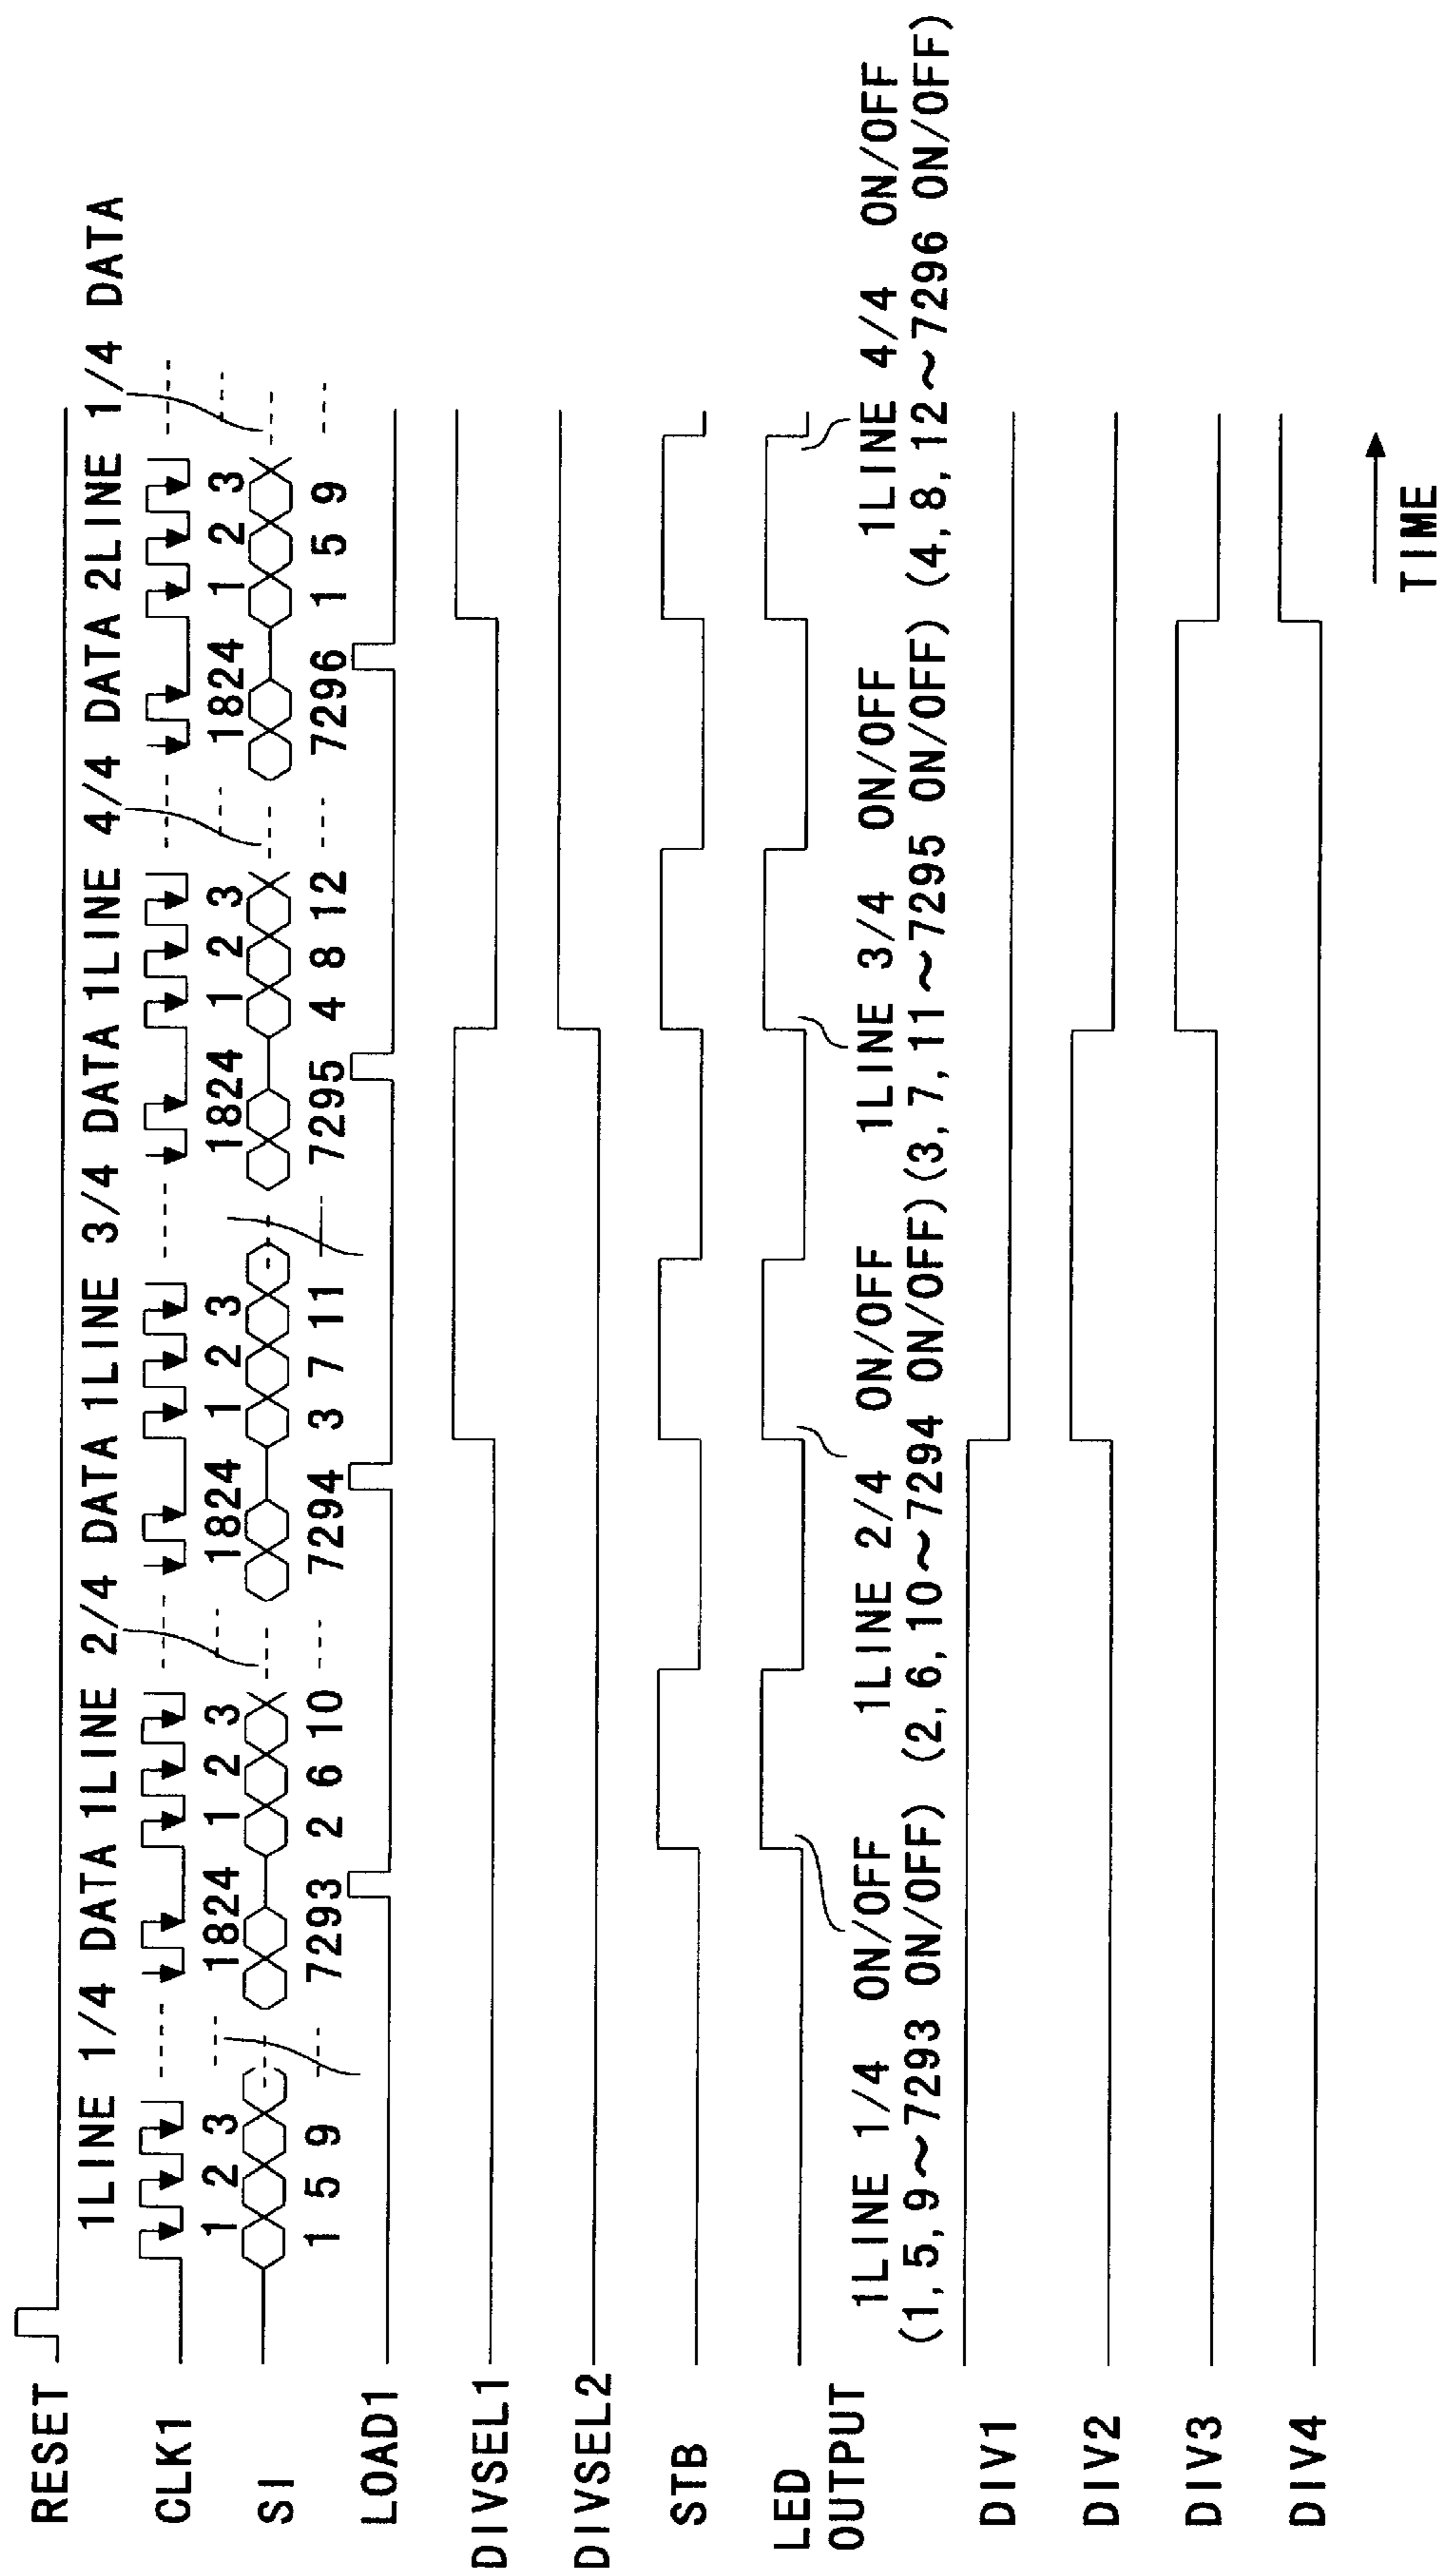 RESET
1LINE 1/4 DATA 1LINE 2/4 DATA 1LINE 3/4 DATA 1LINE 4/4 DATA 2LINE 1/4 DATA
CLK1
1 2 3 1824 1 2 3 1824 1 2 3 1824 1 2 3 1824 1 2 3
SI
1 5 9 7293 2 6 10 7294 3 7 11 7295 4 8 12 7296 1 5 9
LOAD1
DIVSEL1
DIVSEL2
STB
LED
OUTPUT
1LINE 1/4 ON/OFF 1LINE 2/4 ON/OFF 1LINE 3/4 ON/OFF 1LINE 4/4 ON/OFF
(1,5,9~7293 ON/OFF) (2,6,10~7294 ON/OFF) (3,7,11~7295 ON/OFF) (4,8,12~7296 ON/OFF)
DIV1
DIV2
DIV3
DIV4
TIME